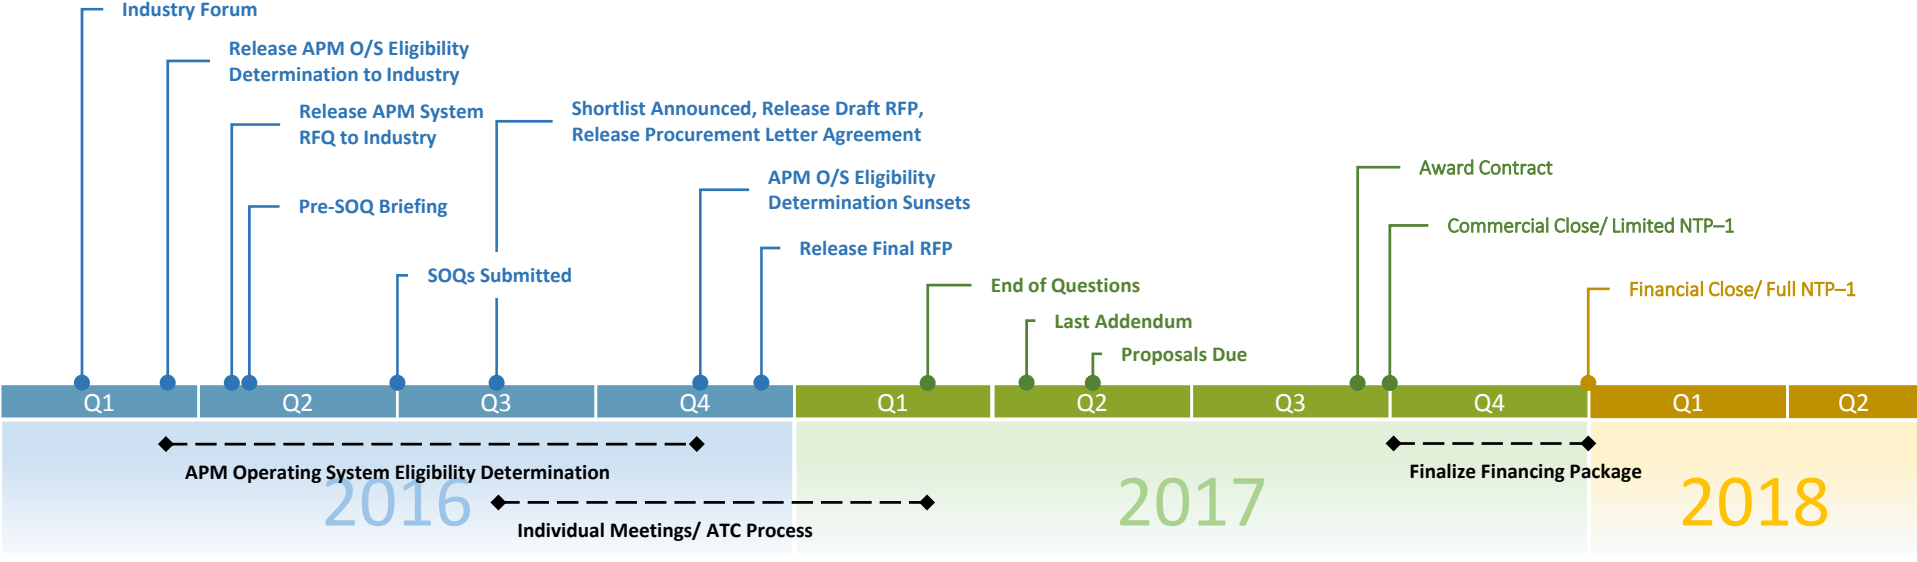 Industry Forum
Release APM O/S Eligibility
Determination to Industry
Release APM System
RFQ to Industry
Shortlist Announced, Release Draft RFP,
Release Procurement Letter Agreement
Pre-SOQ Briefing
APM O/S Eligibility
Determination Sunsets
Award Contract
Commercial Close/ Limited NTP–1
Release Final RFP
SOQs Submitted
End of Questions
Financial Close/ Full NTP–1
Last Addendum
Proposals Due
Q1 Q2 Q3 Q4 Q1 Q2 Q3 Q4 Q1 Q2
APM Operating System Eligibility Determination
Finalize Financing Package
2016 2017 2018
Individual Meetings/ ATC Process